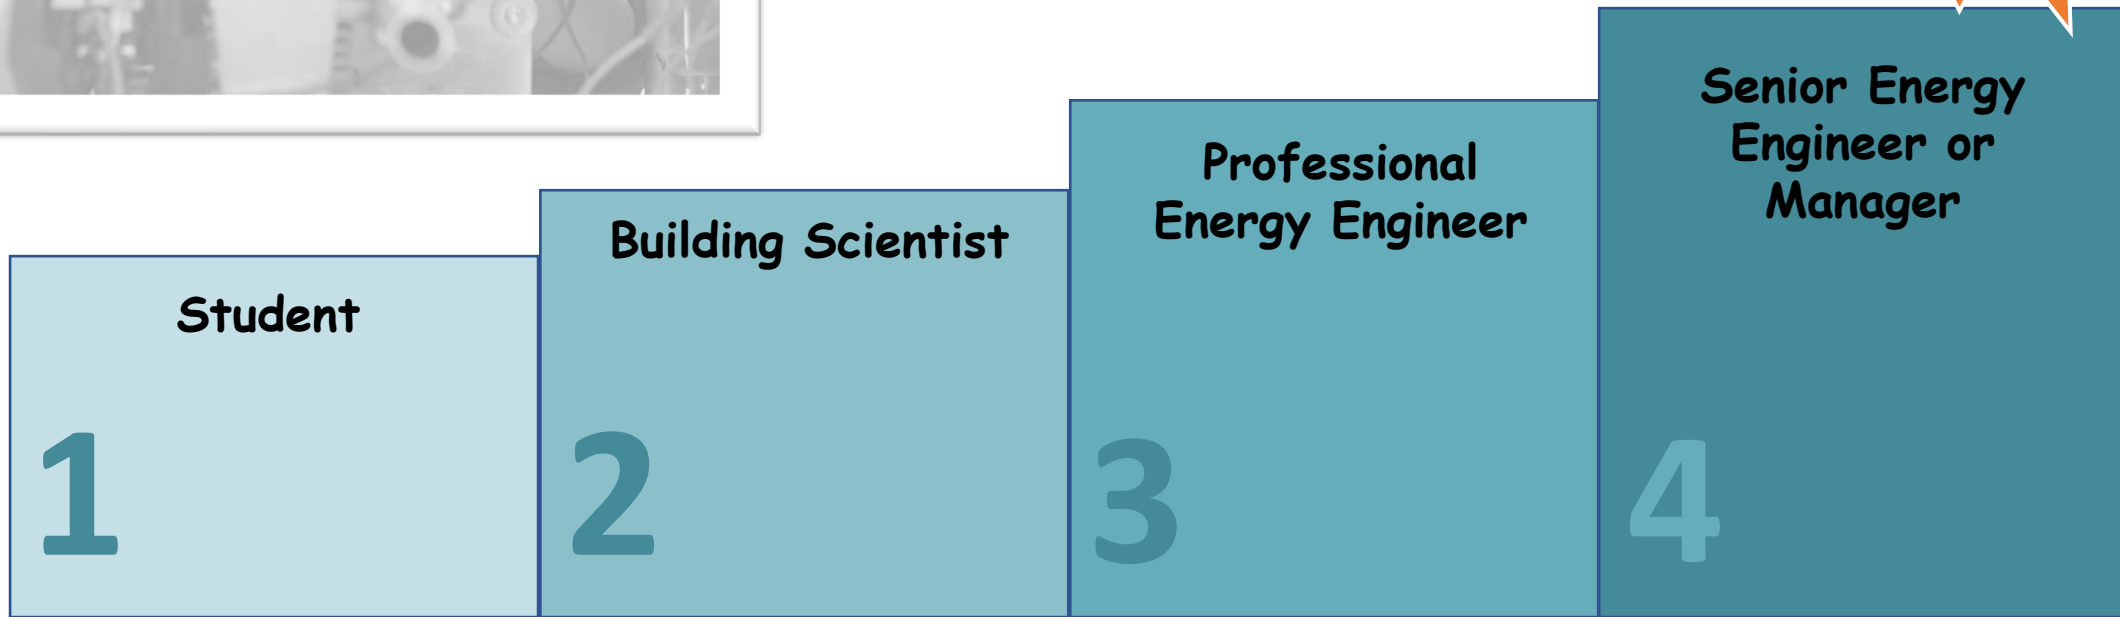 Student
1
Building Scientist
2
Professional
Energy Engineer
3
Senior Energy
Engineer or
Manager
4